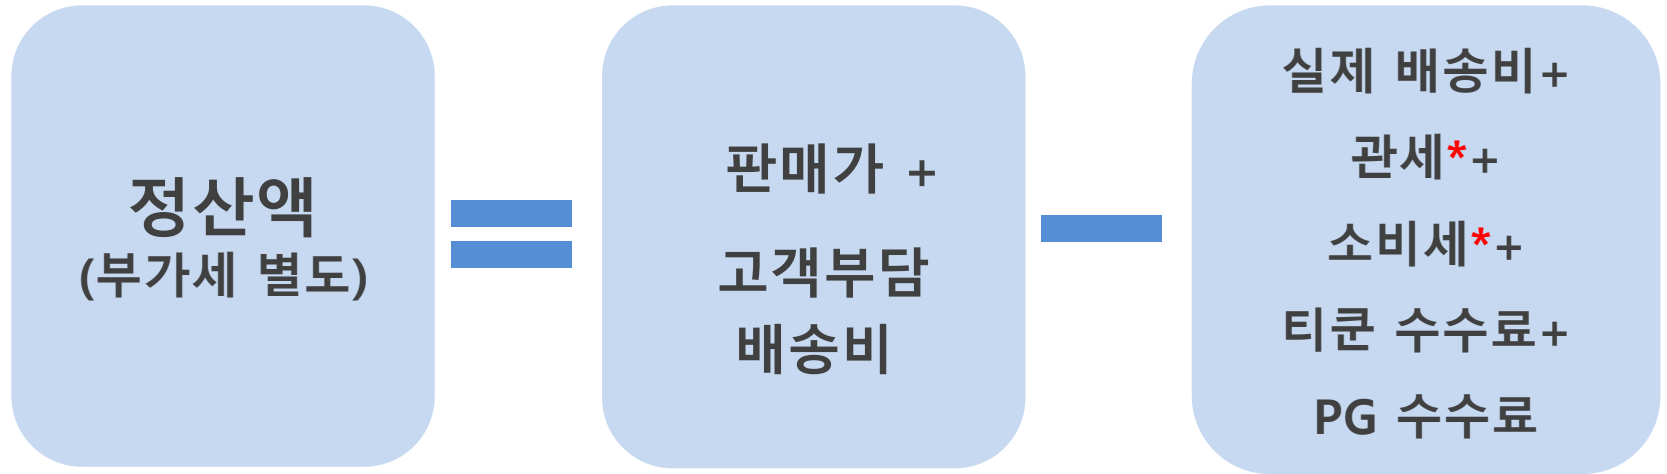 정산액
(부가세 별도)
판매가 +
고객부담
배송비
실제 배송비+
관세*+
소비세*+
티쿤 수수료+
PG 수수료